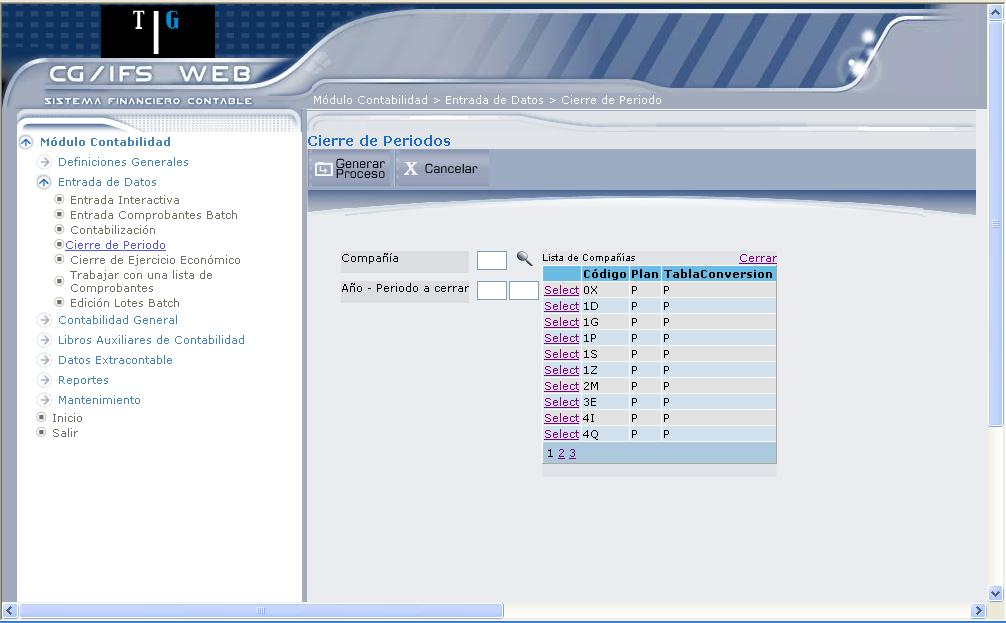 TG
CG/IFS WEB
SISTEMA FINANCIERO CONTABLE
Módulo Contabilidad > Entrada de Datos > Cierre de Periodo
Módulo Contabilidad
Definiciones Generales
Entrada de Datos
Entrada Interactiva
Entrada Comprobantes Batch
Contabilización
Cierre de Periodo
Cierre de Ejercicio Económico
Trabajar con una lista de
Comprobantes
Edición Lotes Batch
Contabilidad General
Libros Auxiliares de Contabilidad
Datos Extracontable
Reportes
Mantenimiento
Inicio
Salir
Cierre de Periodos
Generar
Proceso
X Cancelar
Compañía
Año - Periodo a cerrar
Lista de Compañias Cerrar
Código Plan TablaConversion
Select 0X P P
Select 1D P P
Select 1G P P
Select 1P P P
Select 1S P P
Select 1Z P P
Select 2M P P
Select 3E P P
Select 4I P P
Select 4Q P P
1 2 3